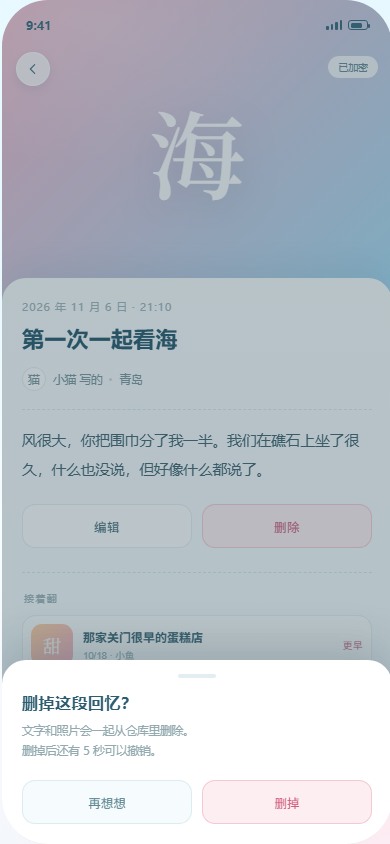 9:41
已加密
海
2026 年 11 月 6 日 · 21:10
第一次一起看海
猫 小猫 写的 · 青岛
风很大，你把围巾分了我一半。我们在礁石上坐了很
久，什么也没说，但好像什么都说了。
编辑 删除
接着翻
甜 那家关门很早的蛋糕店 更早
10/18 · 小鱼
删掉这段回忆？
文字和照片会一起从仓库里删除。
删掉后还有 5 秒可以撤销。
再想想 删掉